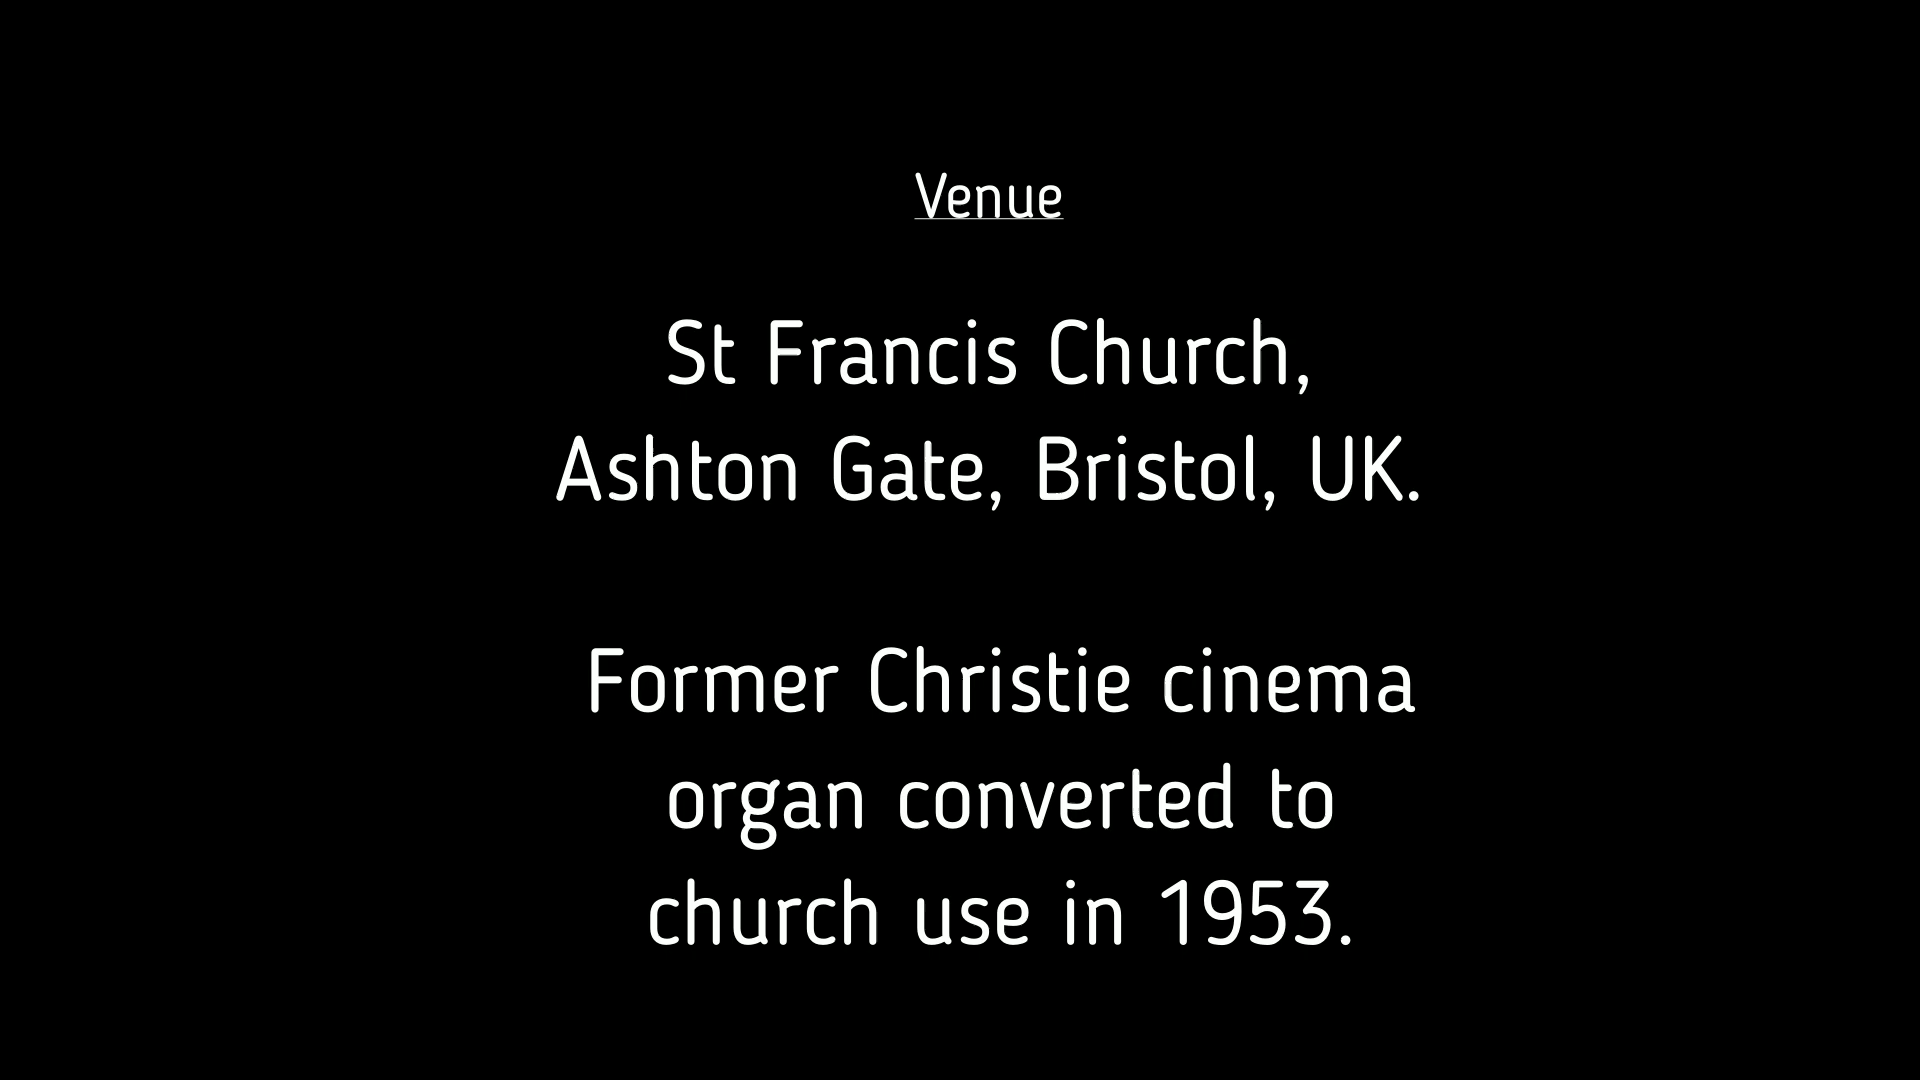 Venue
St Francis Church,
Ashton Gate, Bristol, UK.
Former Christie cinema
organ converted to
church use in 1953.